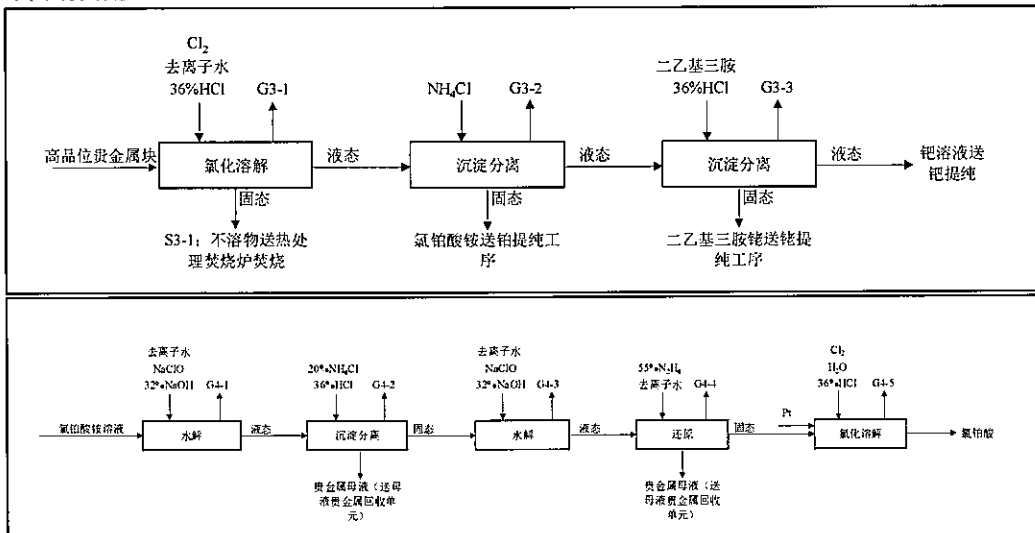 Cl₂
去离子水
36%HCl
G3-1
NH₄Cl
G3-2
二乙基三胺
36%HCl
G3-3
高品位贵金属块
氯化溶解
液态
沉淀分离
液态
沉淀分离
液态
钯溶液送
钯提纯
固态
固态
固态
S3-1：不溶物送热处
理焚烧炉焚烧
氯铂酸铵送铂提纯工
序
二乙基三胺铑送铑提
纯工序
去离子水
NaClO
32%NaOH
G4-1
20%NH₄Cl
36%HCl
G4-2
去离子水
NaClO
32%NaOH
G4-3
55%N₂H₄
去离子水
G4-4
Cl₂
H₂O
36%HCl
G4-5
Pt
氯铂酸铵溶液
水解
液态
沉淀分离
固态
水解
液态
还原
固态
氯化溶解
氯铂酸
贵金属母液（送母
液贵金属回收单
元）
贵金属母液（送
母液贵金属回收
单元）